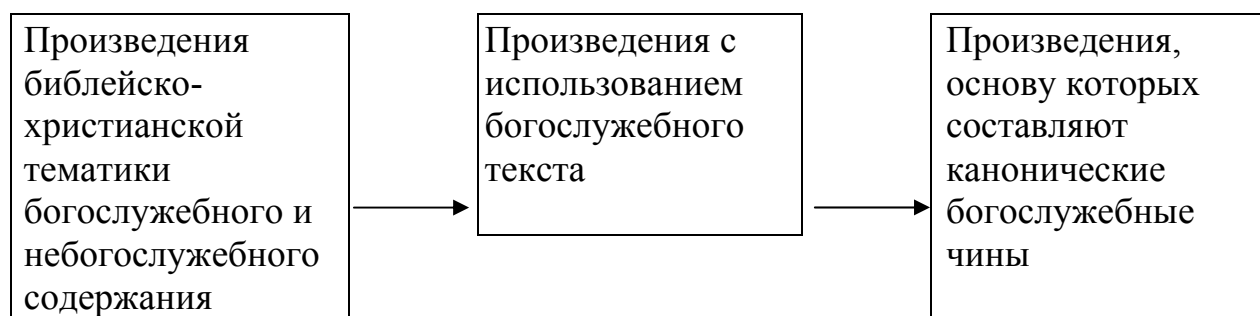 Произведения
библейско-
христианской
тематики
богослужебного и
небогослужебного
содержания
Произведения с
использованием
богослужебного
текста
Произведения,
основу которых
составляют
канонические
богослужебные
чины